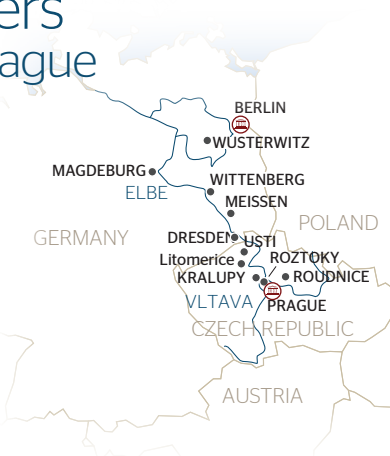 ers
ague
BERLIN
WUSTERWITZ
MAGDEBURG
WITTENBERG
ELBE
MEISSEN
POLAND
GERMANY
DRESDEN
USTI
Litomerice
ROZTOKY
KRALUPY
ROUDNICE
VLTAVA
PRAGUE
CZECH REPUBLIC
AUSTRIA